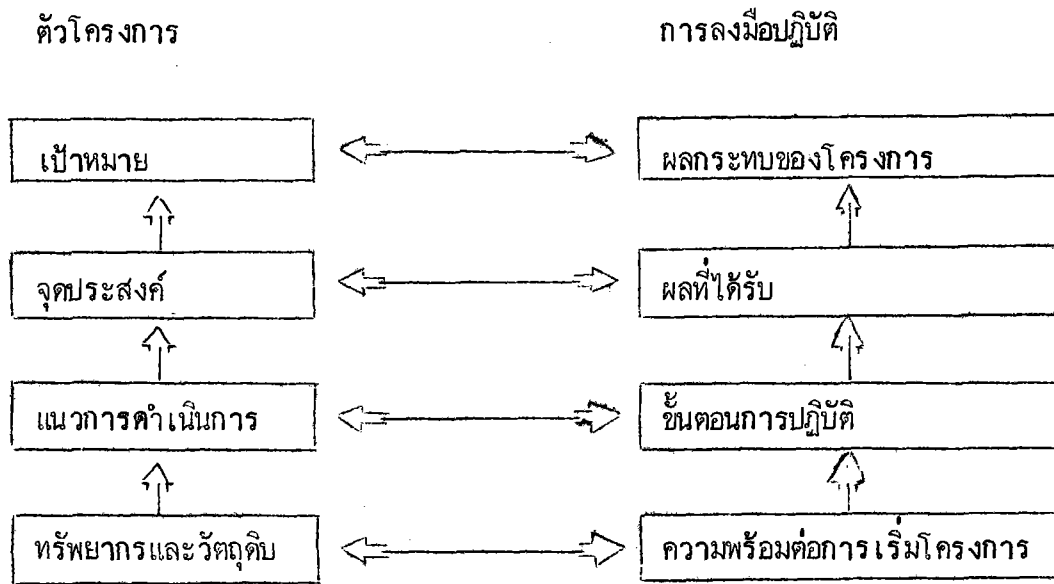 ตัวโครงการ การลงมือปฏิบัติ
เป้าหมาย ผลกระทบของโครงการ
จุดประสงค์ ผลที่ได้รับ
แนวการดำเนินการ ขั้นตอนการปฏิบัติ
ทรัพยากรและวัตถุดิบ ความพร้อมต่อการเริ่มโครงการ